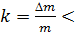 k = Δm/m <